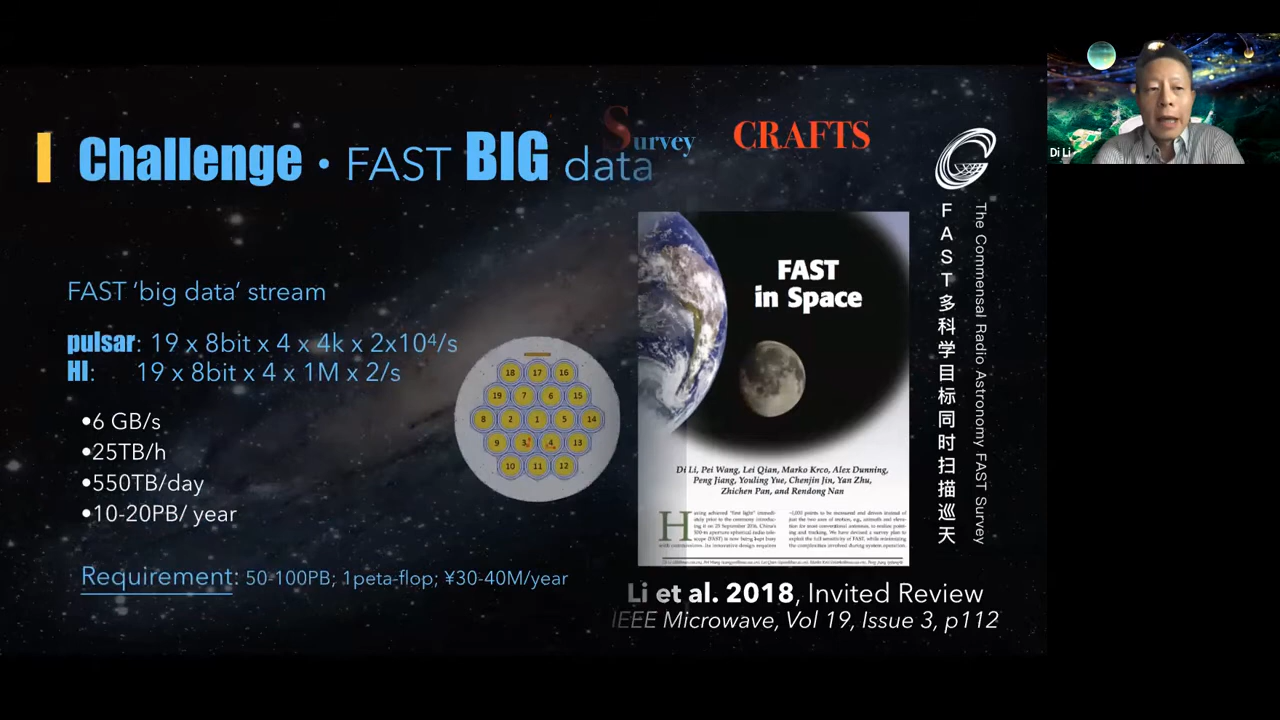 Survey
CRAFTS
Challenge • FAST BIG data
Di Li
FAST 'big data' stream
pulsar: 19 x 8bit x 4 x 4k x 2x10⁴/s
HI: 19 x 8bit x 4 x 1M x 2/s
•6 GB/s
•25TB/h
•550TB/day
•10-20PB/ year
Requirement: 50-100PB; 1peta-flop; ¥30-40M/year
18 17 16
19 7 6 15
8 2 1 5 14
9 3 4 13
10 11 12
FAST
in Space
Di Li, Pei Wang, Lei Qian, Marko Krco, Alex Dunning,
Peng Jiang, Youling Yue, Chenjin Jin, Yan Zhu,
Zhichen Pan, and Rendong Nan
Li et al. 2018, Invited Review
IEEE Microwave, Vol 19, Issue 3, p112
FAST多科学目标同时扫描巡天
The Commensal Radio Astronomy FAST Survey